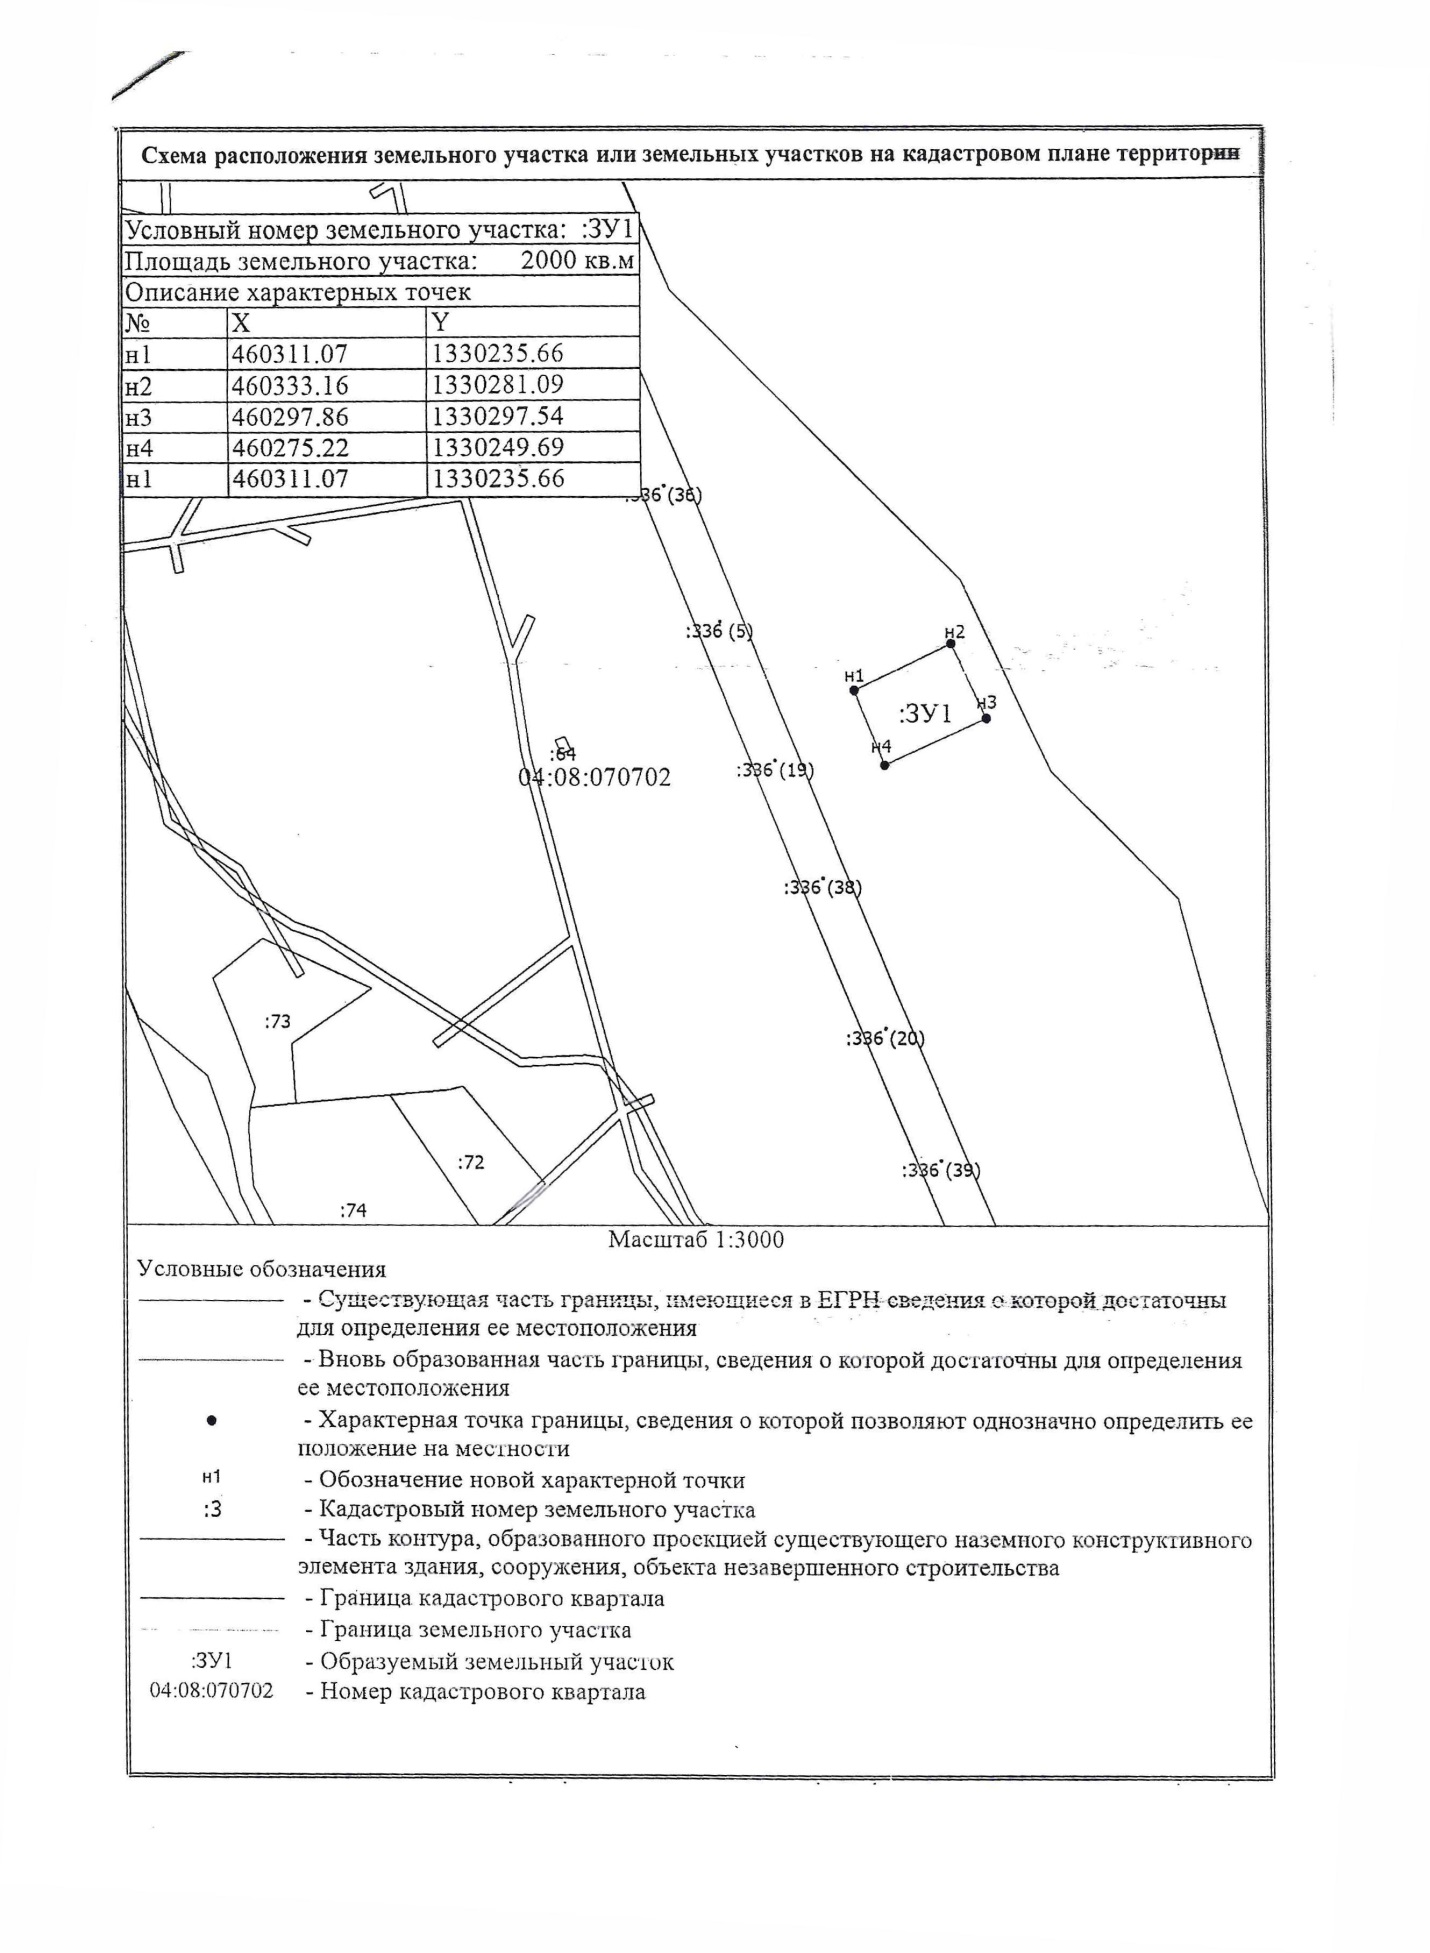 Схема расположения земельного участка или земельных участков на кадастровом плане территории
Условный номер земельного участка: :ЗУ1
Площадь земельного участка: 2000 кв.м
Описание характерных точек
№ X Y
н1 460311.07 1330235.66
н2 460333.16 1330281.09
н3 460297.86 1330297.54
н4 460275.22 1330249.69
н1 460311.07 1330235.66
:336 (36)
:336 (5)
н2
н1
н3
:ЗУ1
н4
:64
04:08:070702
:336 (19)
:336 (38)
:73
:336 (20)
:72
:336 (39)
:74
Масштаб 1:3000
Условные обозначения
- Существующая часть границы, имеющиеся в ЕГРН сведения о которой достаточны
для определения ее местоположения
- Вновь образованная часть границы, сведения о которой достаточны для определения
ее местоположения
- Характерная точка границы, сведения о которой позволяют однозначно определить ее
положение на местности
н1 - Обозначение новой характерной точки
:3 - Кадастровый номер земельного участка
- Часть контура, образованного проекцией существующего наземного конструктивного
элемента здания, сооружения, объекта незавершенного строительства
- Граница кадастрового квартала
- Граница земельного участка
:ЗУ1 - Образуемый земельный участок
04:08:070702 - Номер кадастрового квартала